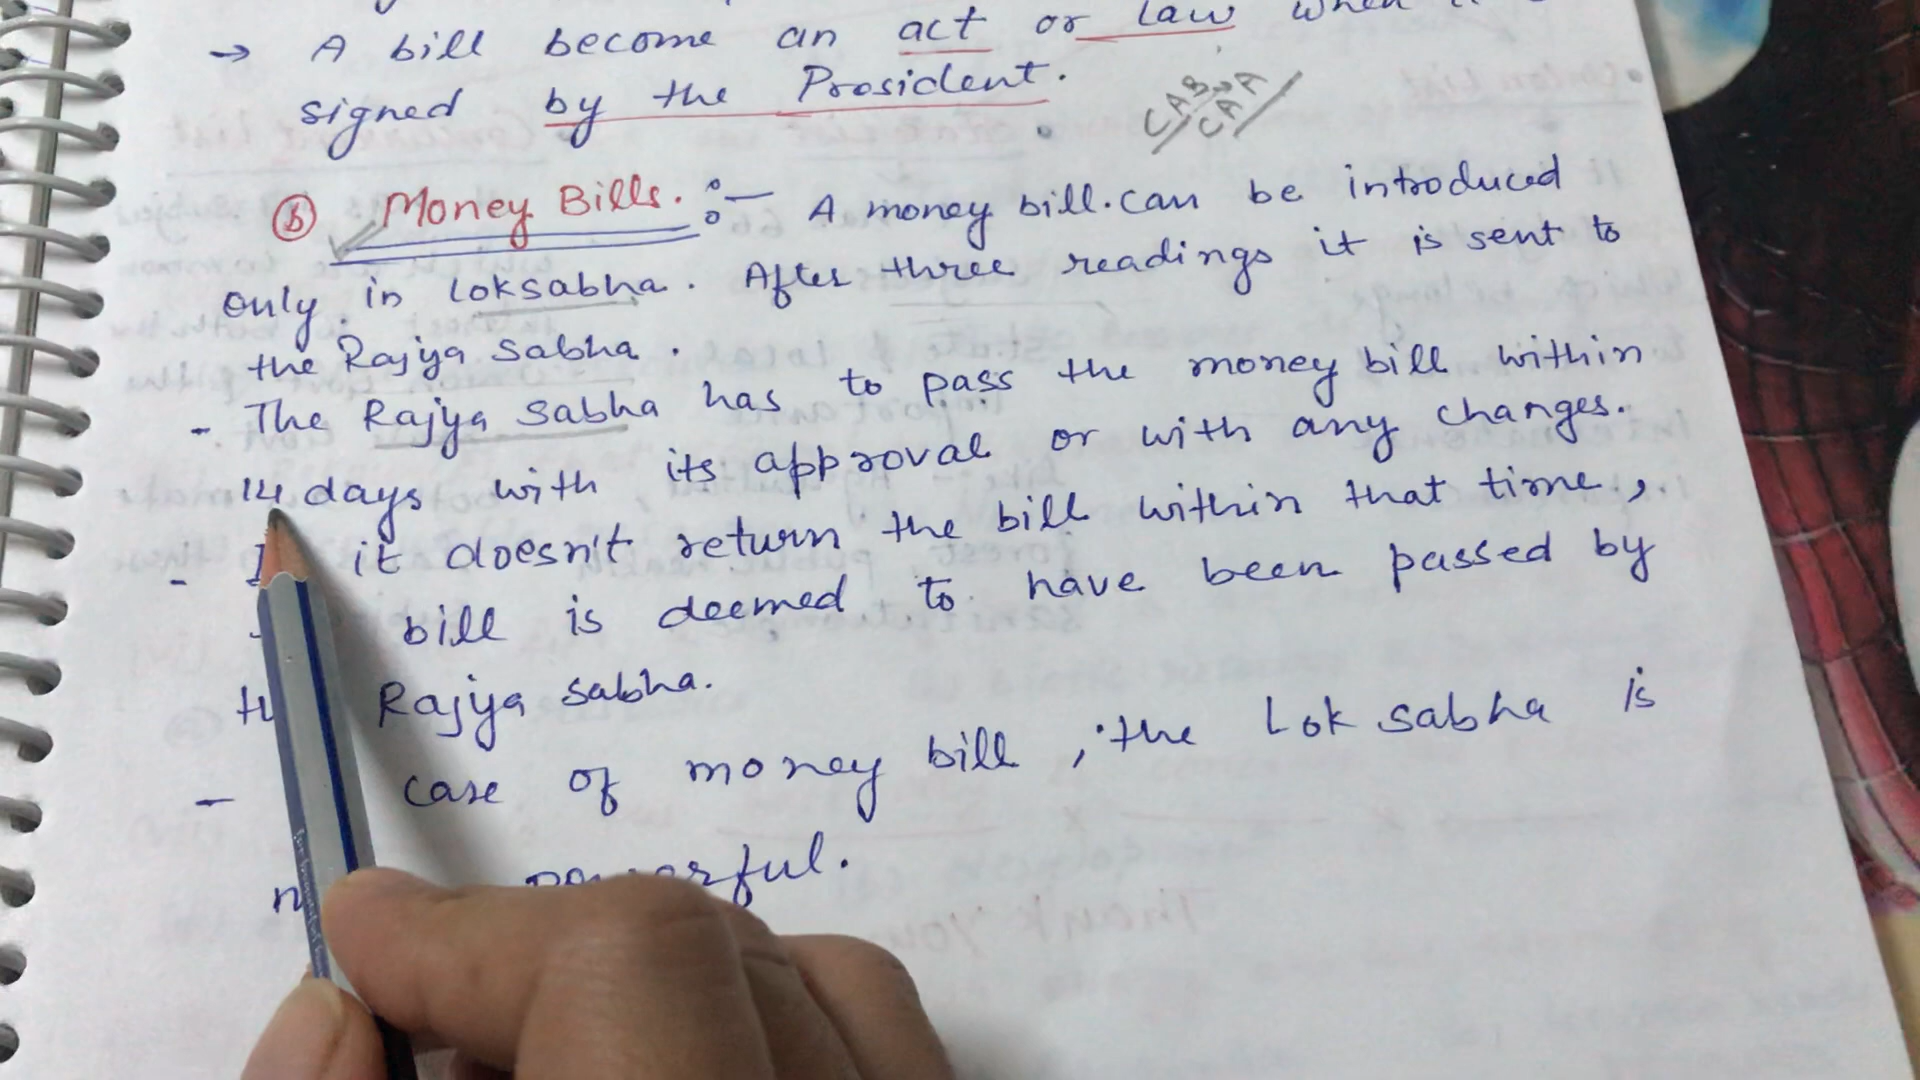 → A bill become an act or law when
signed by the President.
CAB →
CAA
(b) Money Bills. :- A money bill can be introduced
only in loksabha. After three readings it is sent to
the Rajya Sabha.
- The Rajya Sabha has to pass the money bill within
14 days with its approval or with any changes.
- it doesn't return the bill within that time,
bill is deemed to have been passed by
Rajya Sabha.
- case of money bill, the Lok sabha is
powerful.